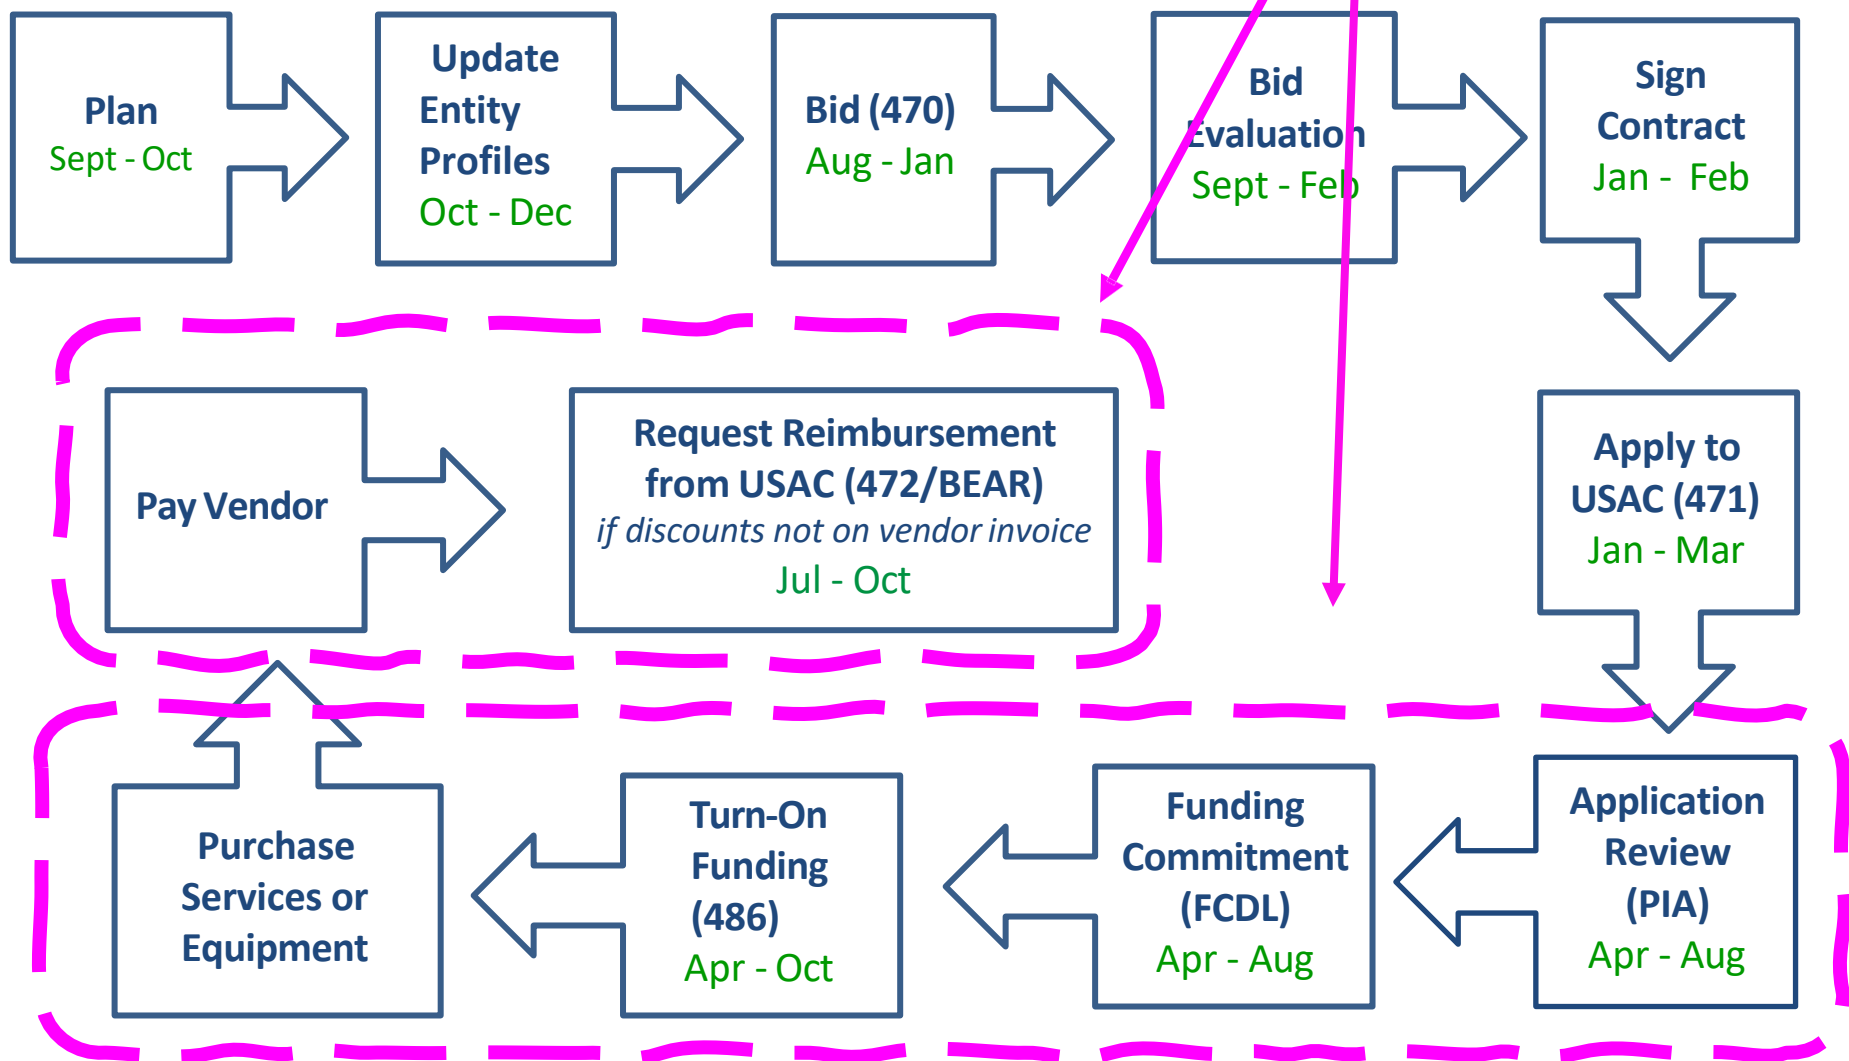 Plan
Sept - Oct
Update
Entity
Profiles
Oct - Dec
Bid (470)
Aug - Jan
Bid
Evaluation
Sept - Feb
Sign
Contract
Jan - Feb
Pay Vendor
Request Reimbursement
from USAC (472/BEAR)
if discounts not on vendor invoice
Jul - Oct
Apply to
USAC (471)
Jan - Mar
Purchase
Services or
Equipment
Turn-On
Funding
(486)
Apr - Oct
Funding
Commitment
(FCDL)
Apr - Aug
Application
Review
(PIA)
Apr - Aug